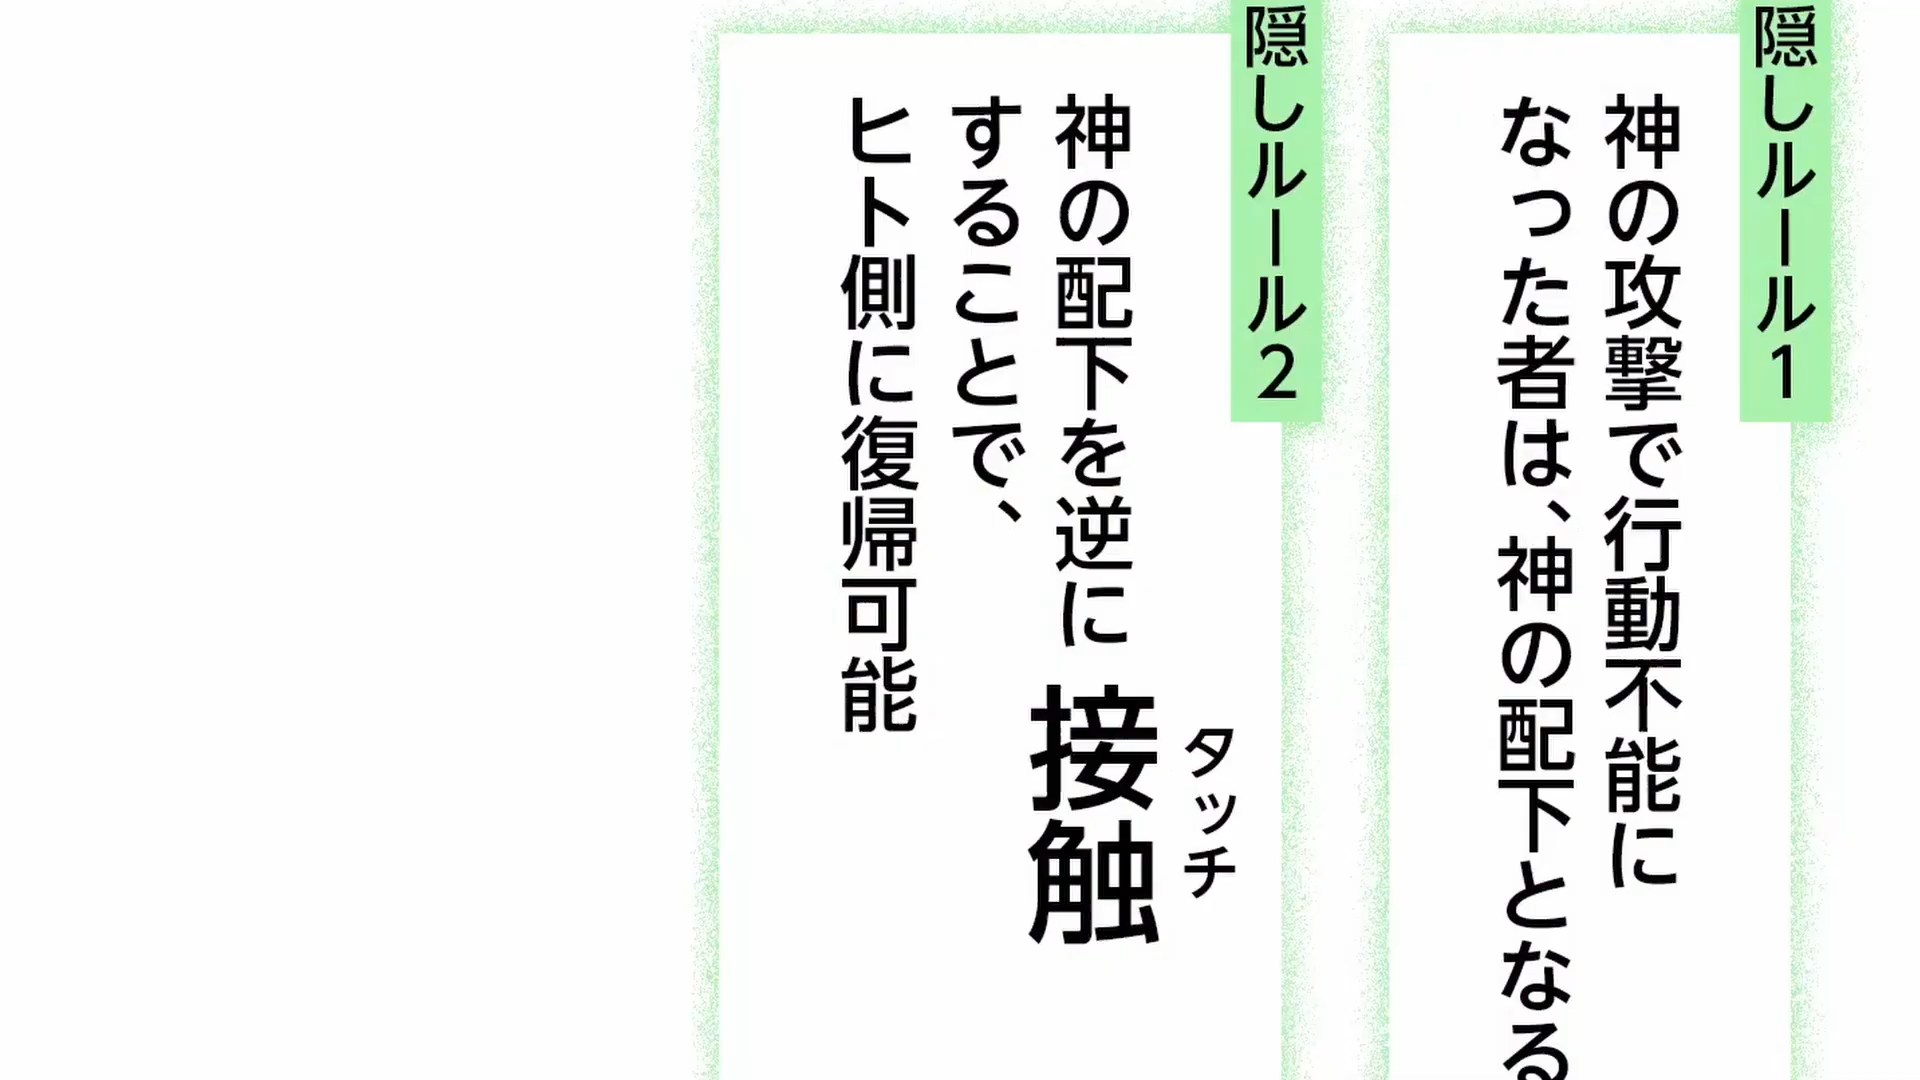 隠しルール1
神の攻撃で行動不能に
なった者は、神の配下となる
隠しルール2
タッチ
神の配下を逆に接触
することで、
ヒト側に復帰可能